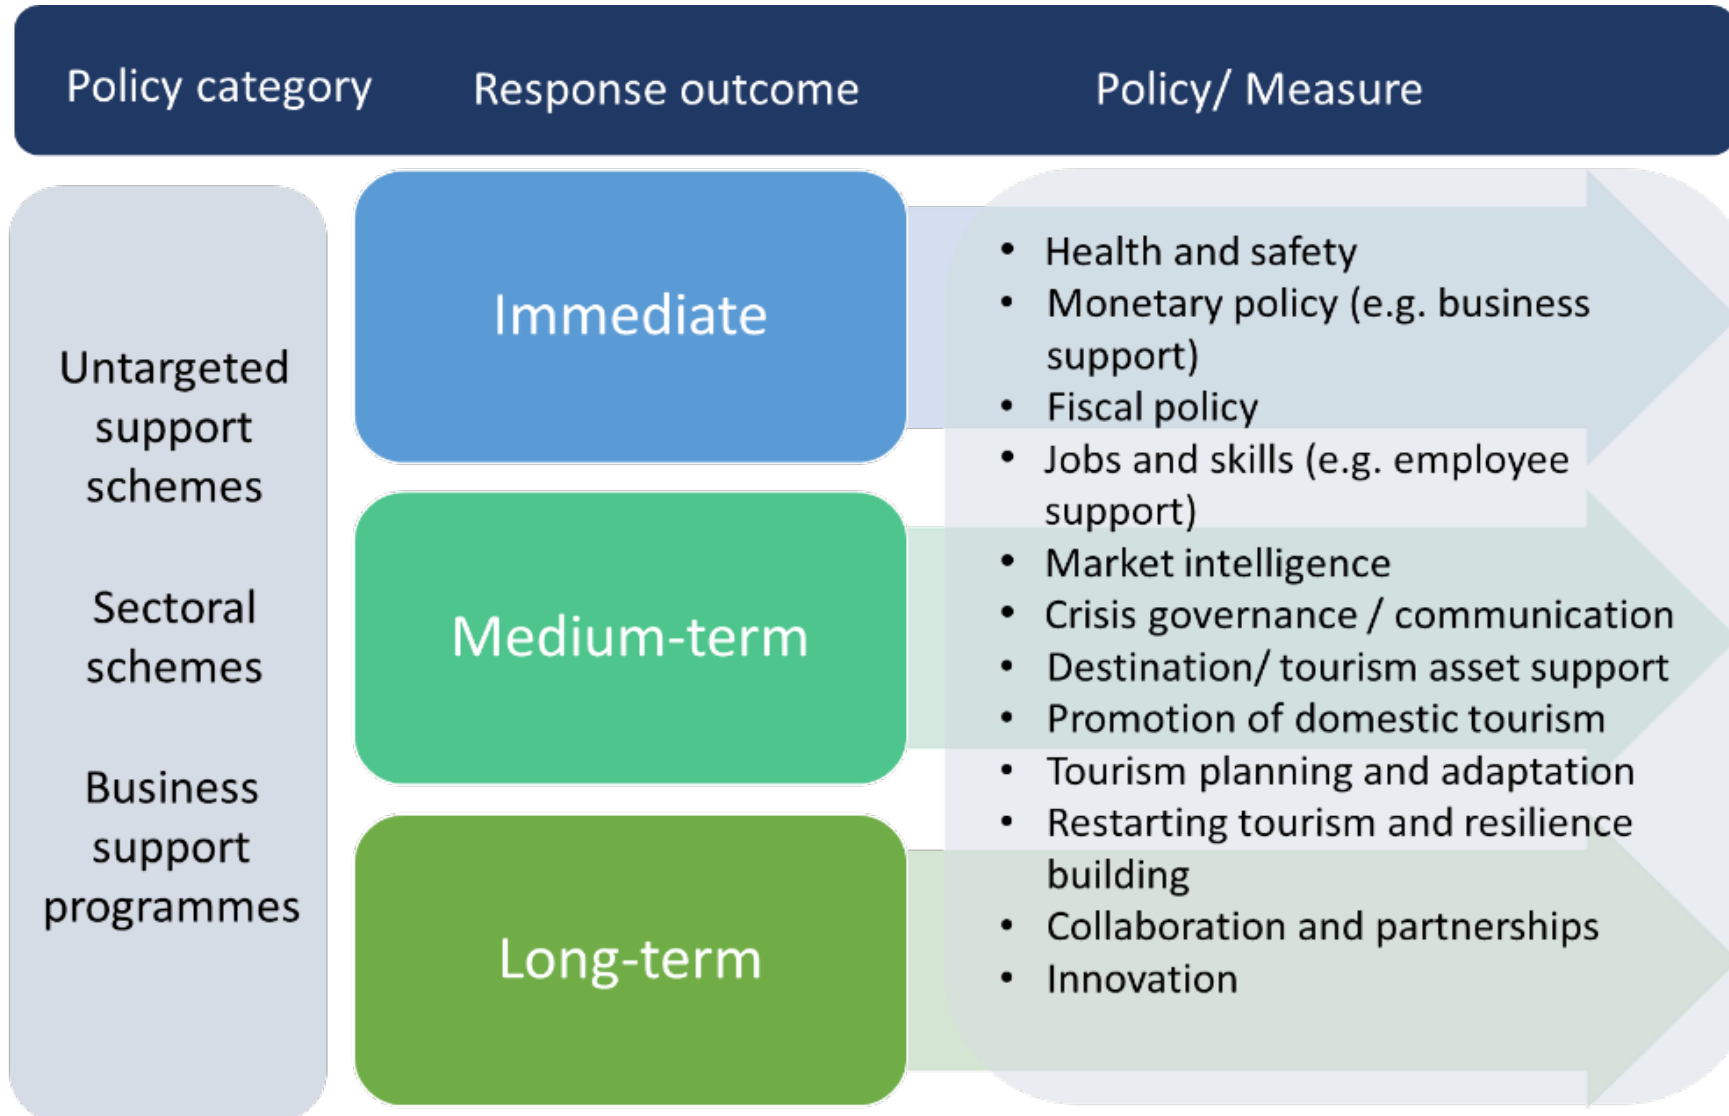 Policy category
Response outcome
Policy/ Measure
Untargeted
support
schemes
Sectoral
schemes
Business
support
programmes
Immediate
Medium-term
Long-term
• Health and safety
• Monetary policy (e.g. business
support)
• Fiscal policy
• Jobs and skills (e.g. employee
support)
• Market intelligence
• Crisis governance / communication
• Destination/ tourism asset support
• Promotion of domestic tourism
• Tourism planning and adaptation
• Restarting tourism and resilience
building
• Collaboration and partnerships
• Innovation